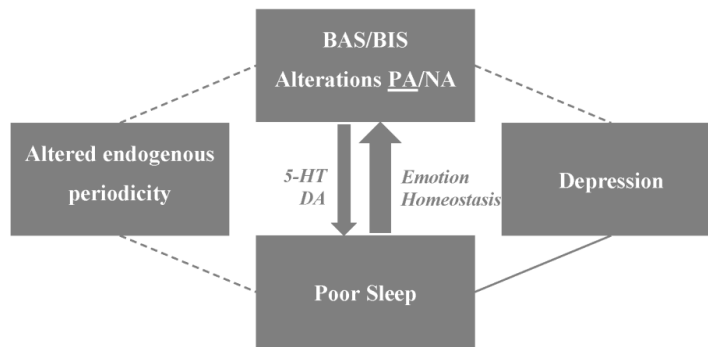 BAS/BIS
Alterations PA/NA
Altered endogenous
periodicity
5-HT
DA
Emotion
Homeostasis
Depression
Poor Sleep